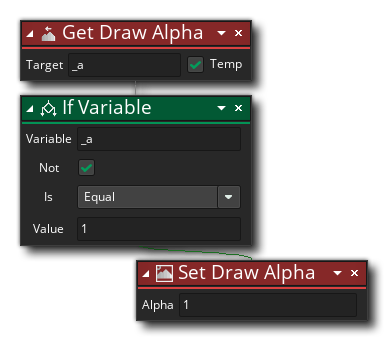 Get Draw Alpha
Target _a Temp
If Variable
Variable _a
Not
Is Equal
Value 1
Set Draw Alpha
Alpha 1